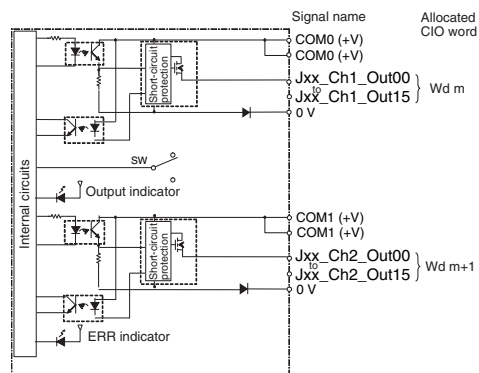 Signal name
Allocated
CIO word
COM0 (+V)
COM0 (+V)
Jxx_Ch1_Out00
to
Jxx_Ch1_Out15
Wd m
0 V
Short-circuit
protection
SW
Output indicator
Internal circuits
COM1 (+V)
COM1 (+V)
Jxx_Ch2_Out00
to
Jxx_Ch2_Out15
Wd m+1
0 V
Short-circuit
protection
ERR indicator